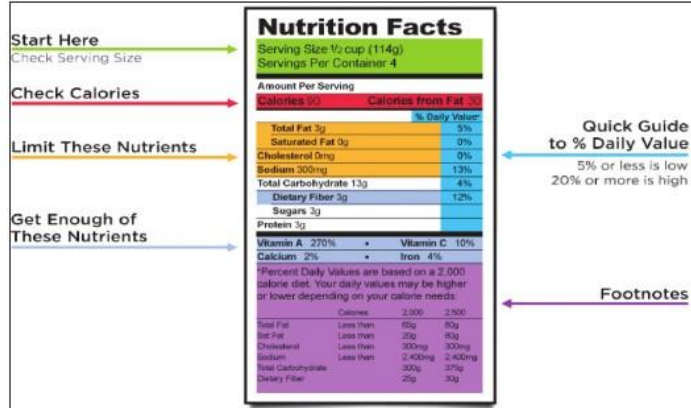 Start Here
Check Serving Size
Check Calories
Limit These Nutrients
Get Enough of
These Nutrients
Nutrition Facts
Serving Size 1/2 cup (114g)
Servings Per Container 4
Amount Per Serving
Calories 90 Calories from Fat 30
% Daily Value*
Total Fat 3g 5%
Saturated Fat 0g 0%
Cholesterol 0mg 0%
Sodium 300mg 13%
Total Carbohydrate 13g 4%
Dietary Fiber 3g 12%
Sugars 3g
Protein 3g
Vitamin A 270% • Vitamin C 10%
Calcium 2% • Iron 4%
*Percent Daily Values are based on a 2,000
calorie diet. Your daily values may be higher
or lower depending on your calorie needs:
Calories 2,000 2,500
Total Fat Less than 65g 80g
Sat Fat Less than 20g 80g
Cholesterol Less than 300mg 300mg
Sodium Less than 2,400mg 2,400mg
Total Carbohydrate 300g 375g
Dietary Fiber 25g 30g
Quick Guide
to % Daily Value
5% or less is low
20% or more is high
Footnotes